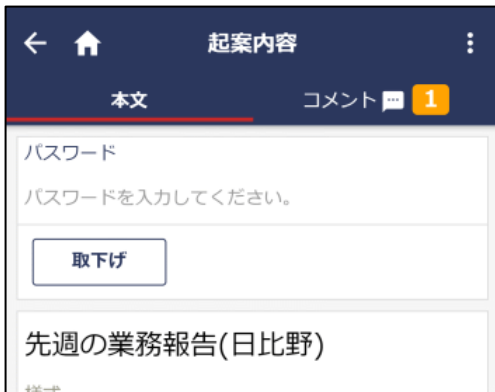 起案内容
本文
コメント 1
パスワード
パスワードを入力してください。
取下げ
先週の業務報告(日比野)
様式